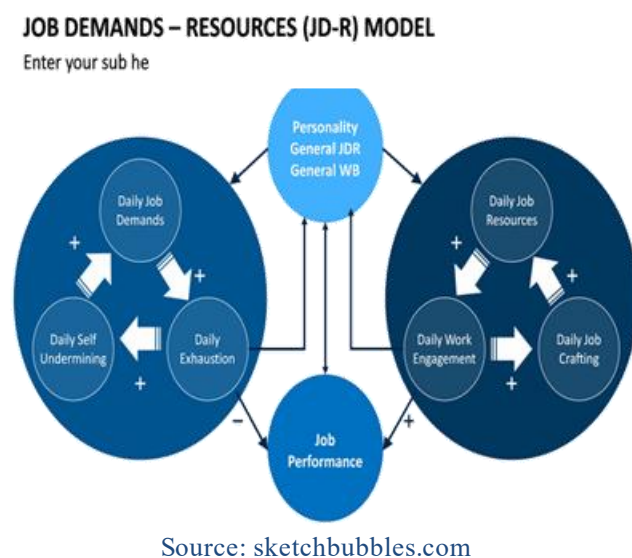 JOB DEMANDS – RESOURCES (JD-R) MODEL
Enter your sub he
Personality
General JDR
General WB
Daily Job
Demands
+
+
Daily Self
Undermining
Daily
Exhaustion
+
Daily Job
Resources
+
+
Daily Work
Engagement
Daily Job
Crafting
+
–
+
Job
Performance
Source: sketchbubbles.com